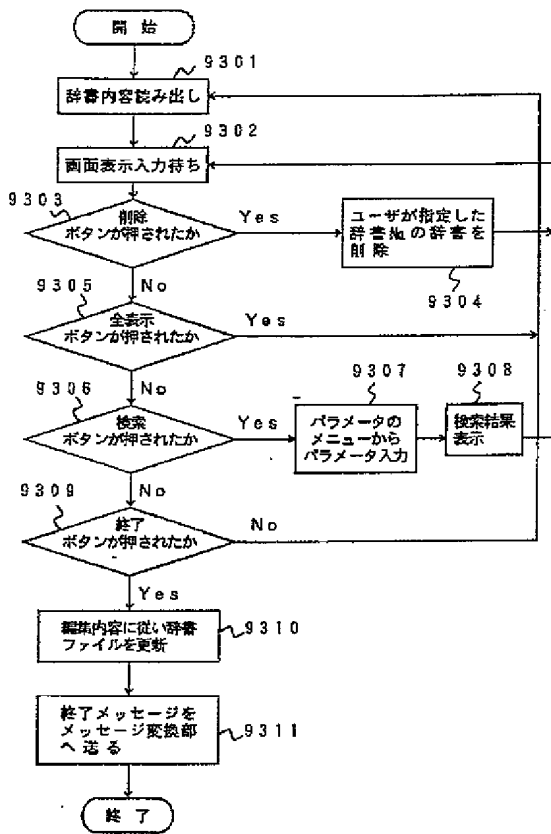 開始
9301
辞書内容読み出し
9302
画面表示入力待ち
9303
削除
ボタンが押されたか
Yes
ユーザが指定した
辞書№の辞書を
削除
9304
No
9305
全表示
ボタンが押されたか
Yes
No
9306
検索
ボタンが押されたか
Yes
9307
パラメータの
メニューから
パラメータ入力
9308
検索結果
表示
No
9309
終了
ボタンが押されたか
No
Yes
編集内容に従い辞書
ファイルを更新
9310
終了メッセージを
メッセージ変換部
へ送る
9311
終了